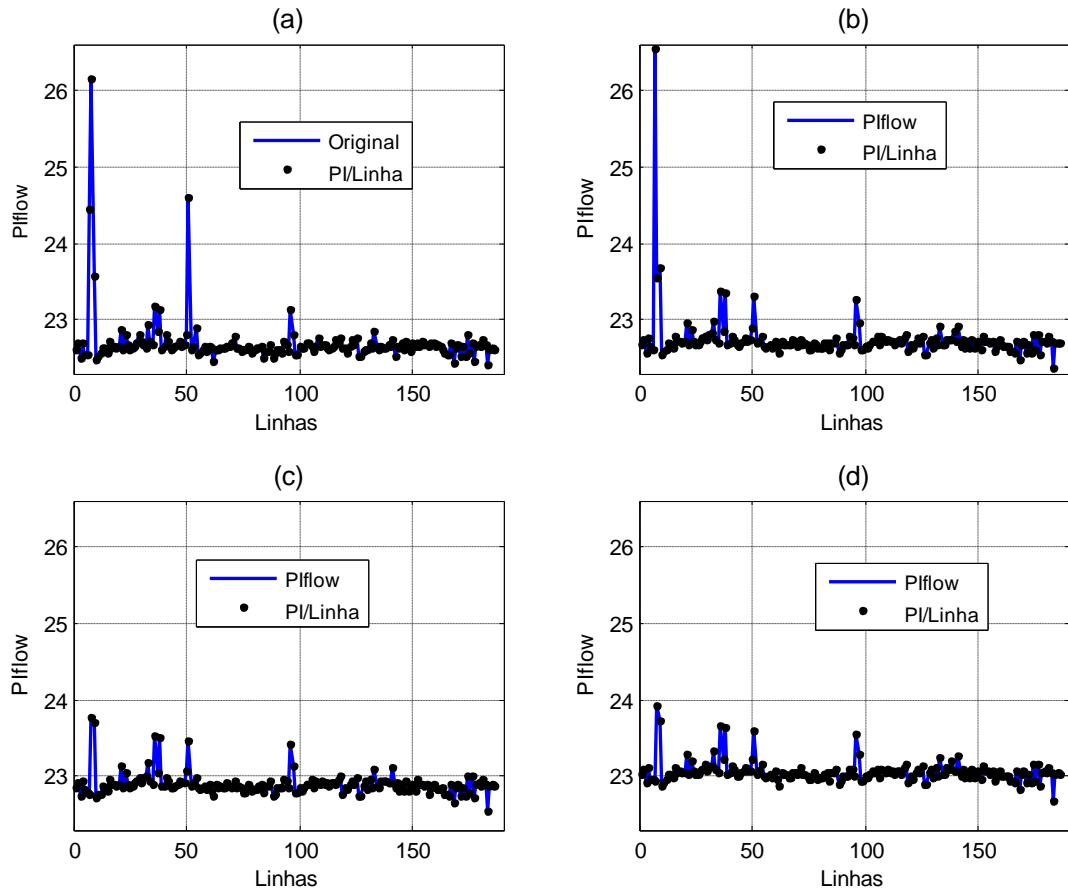 (a)
26
25
24
23
PIflow
Original
PI/Linha
0 50 100 150
Linhas
(b)
26
25
24
23
PIflow
PIflow
PI/Linha
0 50 100 150
Linhas
(c)
26
25
24
23
PIflow
PIflow
PI/Linha
0 50 100 150
Linhas
(d)
26
25
24
23
PIflow
PIflow
PI/Linha
0 50 100 150
Linhas